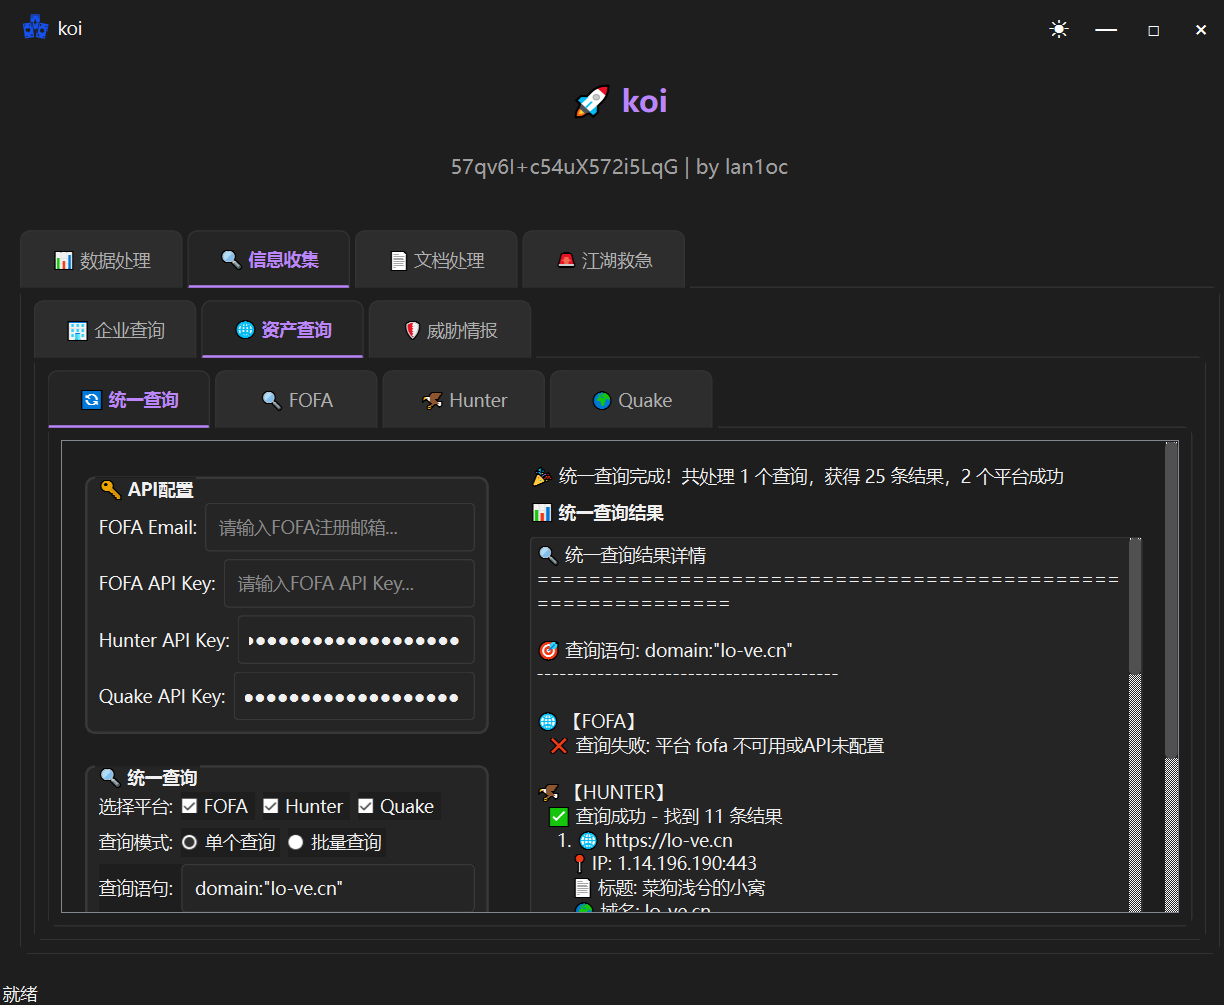 koi
koi
57qv6I+c54uX572i5LqG | by lan1oc
数据处理 信息收集 文档处理 江湖救急
企业查询 资产查询 威胁情报
统一查询 FOFA Hunter Quake
API配置
FOFA Email: 请输入FOFA注册邮箱...
FOFA API Key: 请输入FOFA API Key...
Hunter API Key: ●●●●●●●●●●●●●●●●●●
Quake API Key: ●●●●●●●●●●●●●●●●●●
统一查询
选择平台: FOFA Hunter Quake
查询模式: 单个查询 批量查询
查询语句: domain:"lo-ve.cn"
统一查询完成！共处理 1 个查询，获得 25 条结果，2 个平台成功
统一查询结果
统一查询结果详情
============================================
===============
查询语句: domain:"lo-ve.cn"
----------------------------------------
【FOFA】
查询失败: 平台 fofa 不可用或API未配置
【HUNTER】
查询成功 - 找到 11 条结果
1. https://lo-ve.cn
IP: 1.14.196.190:443
标题: 菜狗浅兮的小窝
域名: lo-ve.cn
就绪